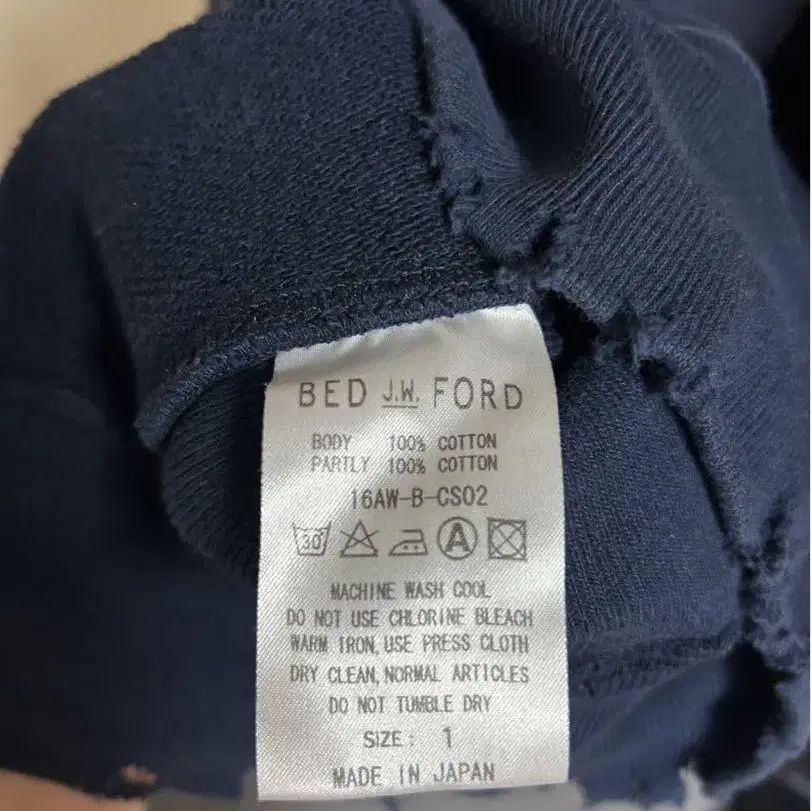 BED J.W. FORD
BODY 100% COTTON
PARTLY 100% COTTON
16AW-B-CS02
30 A
MACHINE WASH COOL
DO NOT USE CHLORINE BLEACH
WARM IRON, USE PRESS CLOTH
DRY CLEAN, NORMAL ARTICLES
DO NOT TUMBLE DRY
SIZE: 1
MADE IN JAPAN